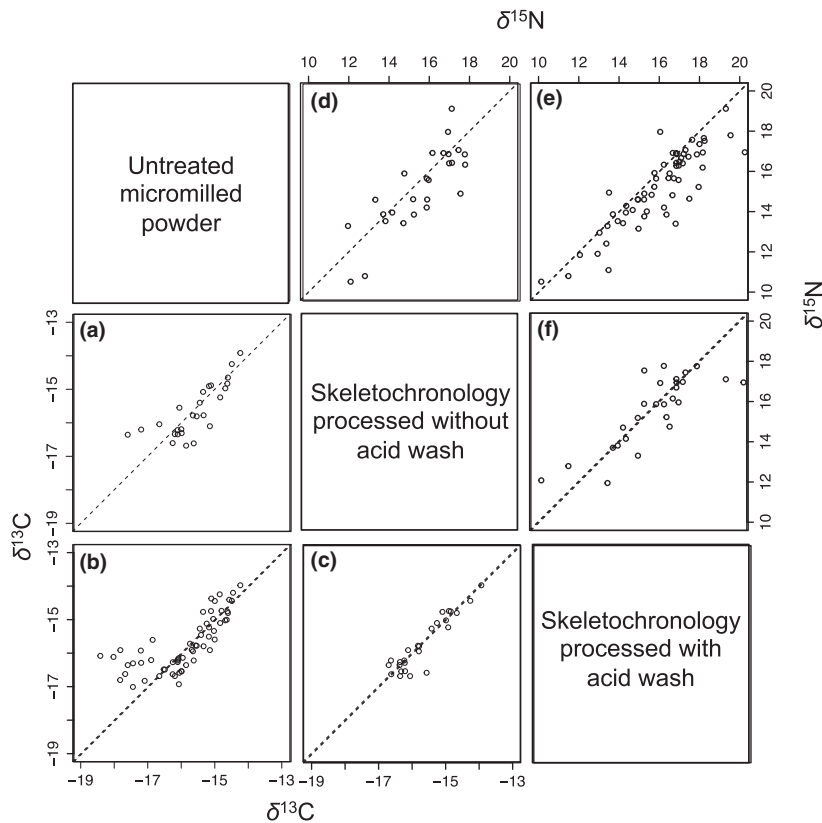 δ15N
10 12 14 16 18 20 10 12 14 16 18 20
Untreated
micromilled
powder
(d)
(e)
10 12 14 16 18 20
δ15N
−13 −15 −17 −19
(a)
Skeletochronology
processed without
acid wash
(f)
10 12 14 16 18 20
δ13C
−13 −15 −17 −19
(b)
(c)
Skeletochronology
processed with
acid wash
−19 −17 −15 −13 −19 −17 −15 −13
δ13C